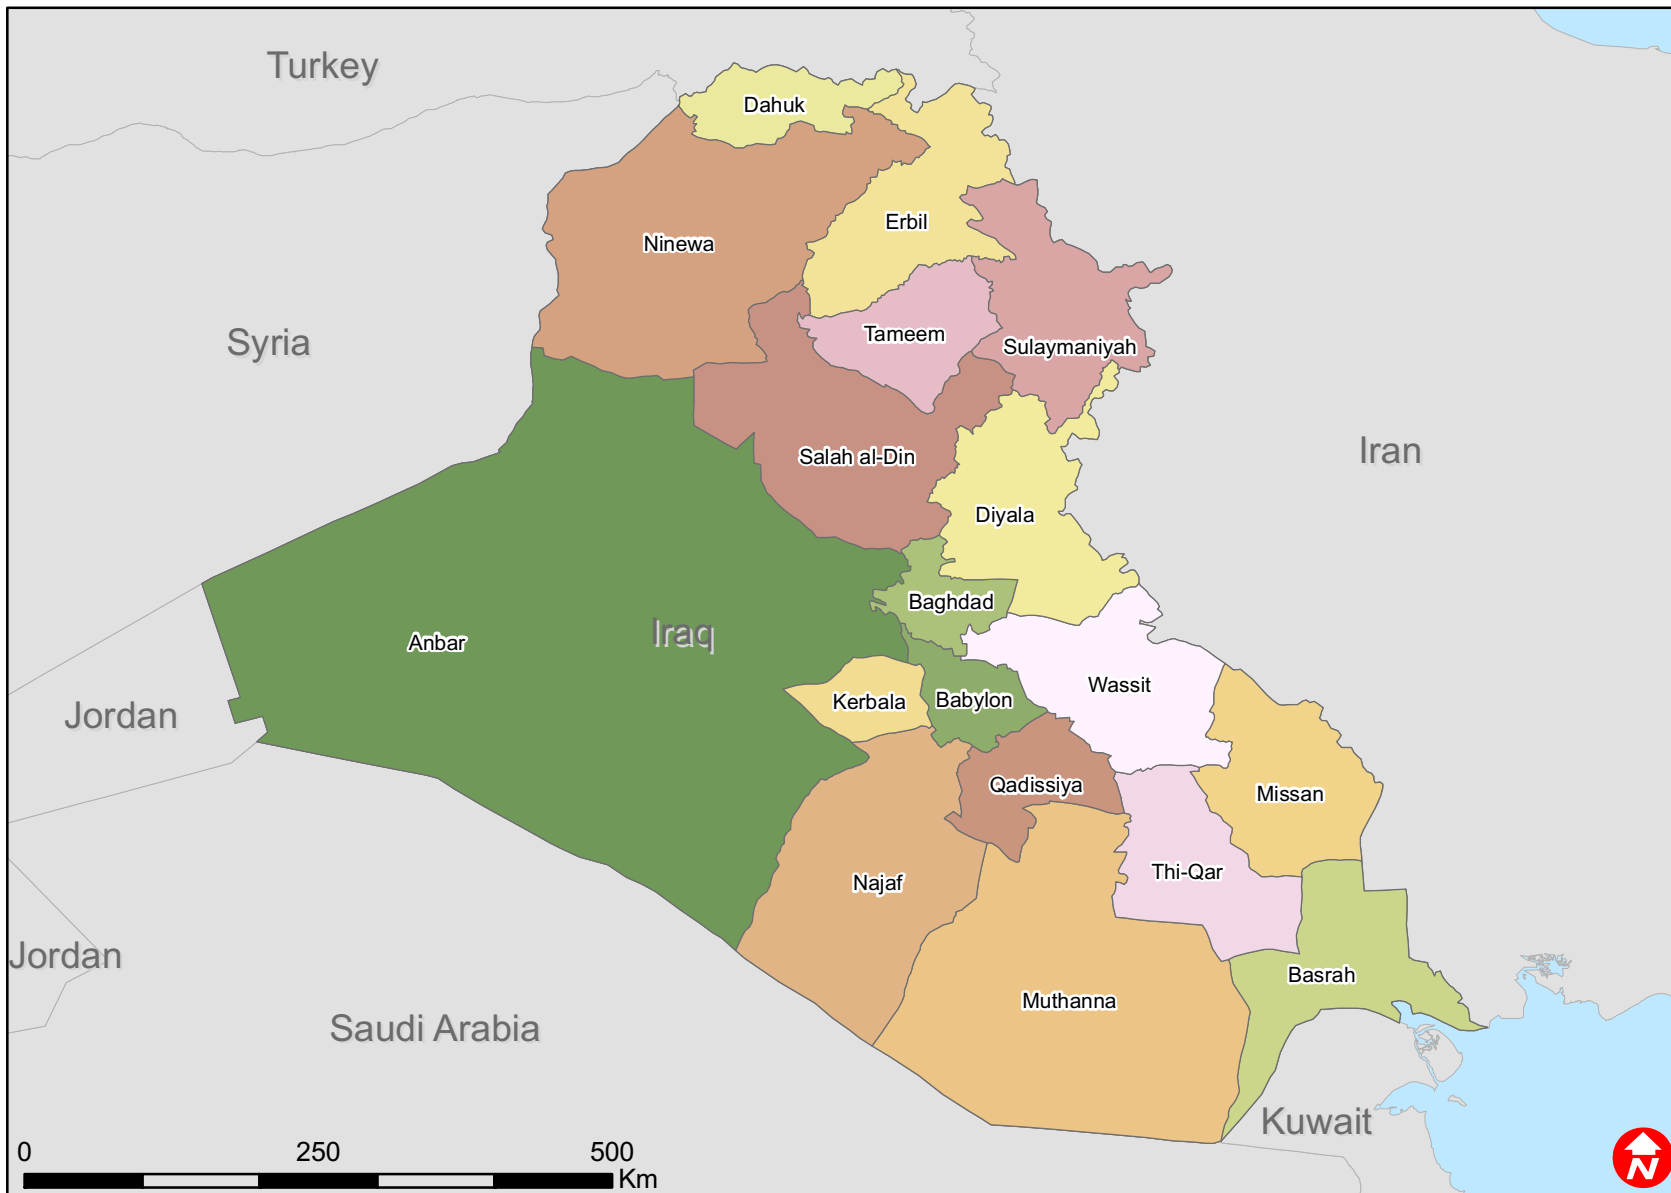 Turkey
Dahuk
Erbil
Ninewa
Tameem
Syria
Sulaymaniyah
Iran
Salah al-Din
Diyala
Baghdad
Iraq
Anbar
Wassit
Kerbala
Babylon
Jordan
Qadissiya
Missan
Thi-Qar
Najaf
Jordan
Basrah
Muthanna
Saudi Arabia
Kuwait
0 250 500
Km
N